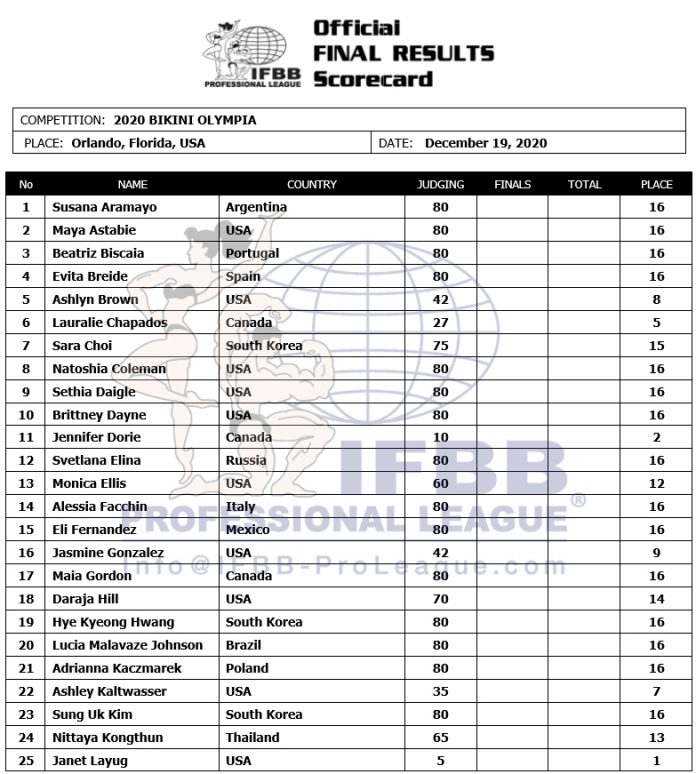 Official
FINAL RESULTS
Scorecard
IFBB
PROFESSIONAL LEAGUE
COMPETITION: 2020 BIKINI OLYMPIA
PLACE: Orlando, Florida, USA DATE: December 19, 2020
No NAME COUNTRY JUDGING FINALS TOTAL PLACE
1 Susana Aramayo Argentina 80 16
2 Maya Astabie USA 80 16
3 Beatriz Biscaia Portugal 80 16
4 Evita Breide Spain 80 16
5 Ashlyn Brown USA 42 8
6 Lauralie Chapados Canada 27 5
7 Sara Choi South Korea 75 15
8 Natoshia Coleman USA 80 16
9 Sethia Daigle USA 80 16
10 Brittney Dayne USA 80 16
11 Jennifer Dorie Canada 10 2
12 Svetlana Elina Russia 80 16
13 Monica Ellis USA 60 12
14 Alessia Facchin Italy 80 16
15 Eli Fernandez Mexico 80 16
16 Jasmine Gonzalez USA 42 9
17 Maia Gordon Canada 80 16
18 Daraja Hill USA 70 14
19 Hye Kyeong Hwang South Korea 80 16
20 Lucia Malavaze Johnson Brazil 80 16
21 Adrianna Kaczmarek Poland 80 16
22 Ashley Kaltwasser USA 35 7
23 Sung Uk Kim South Korea 80 16
24 Nittaya Kongthun Thailand 65 13
25 Janet Layug USA 5 1
IFBB
PROFESSIONAL LEAGUE®
Info@IFBB-ProLeague.com